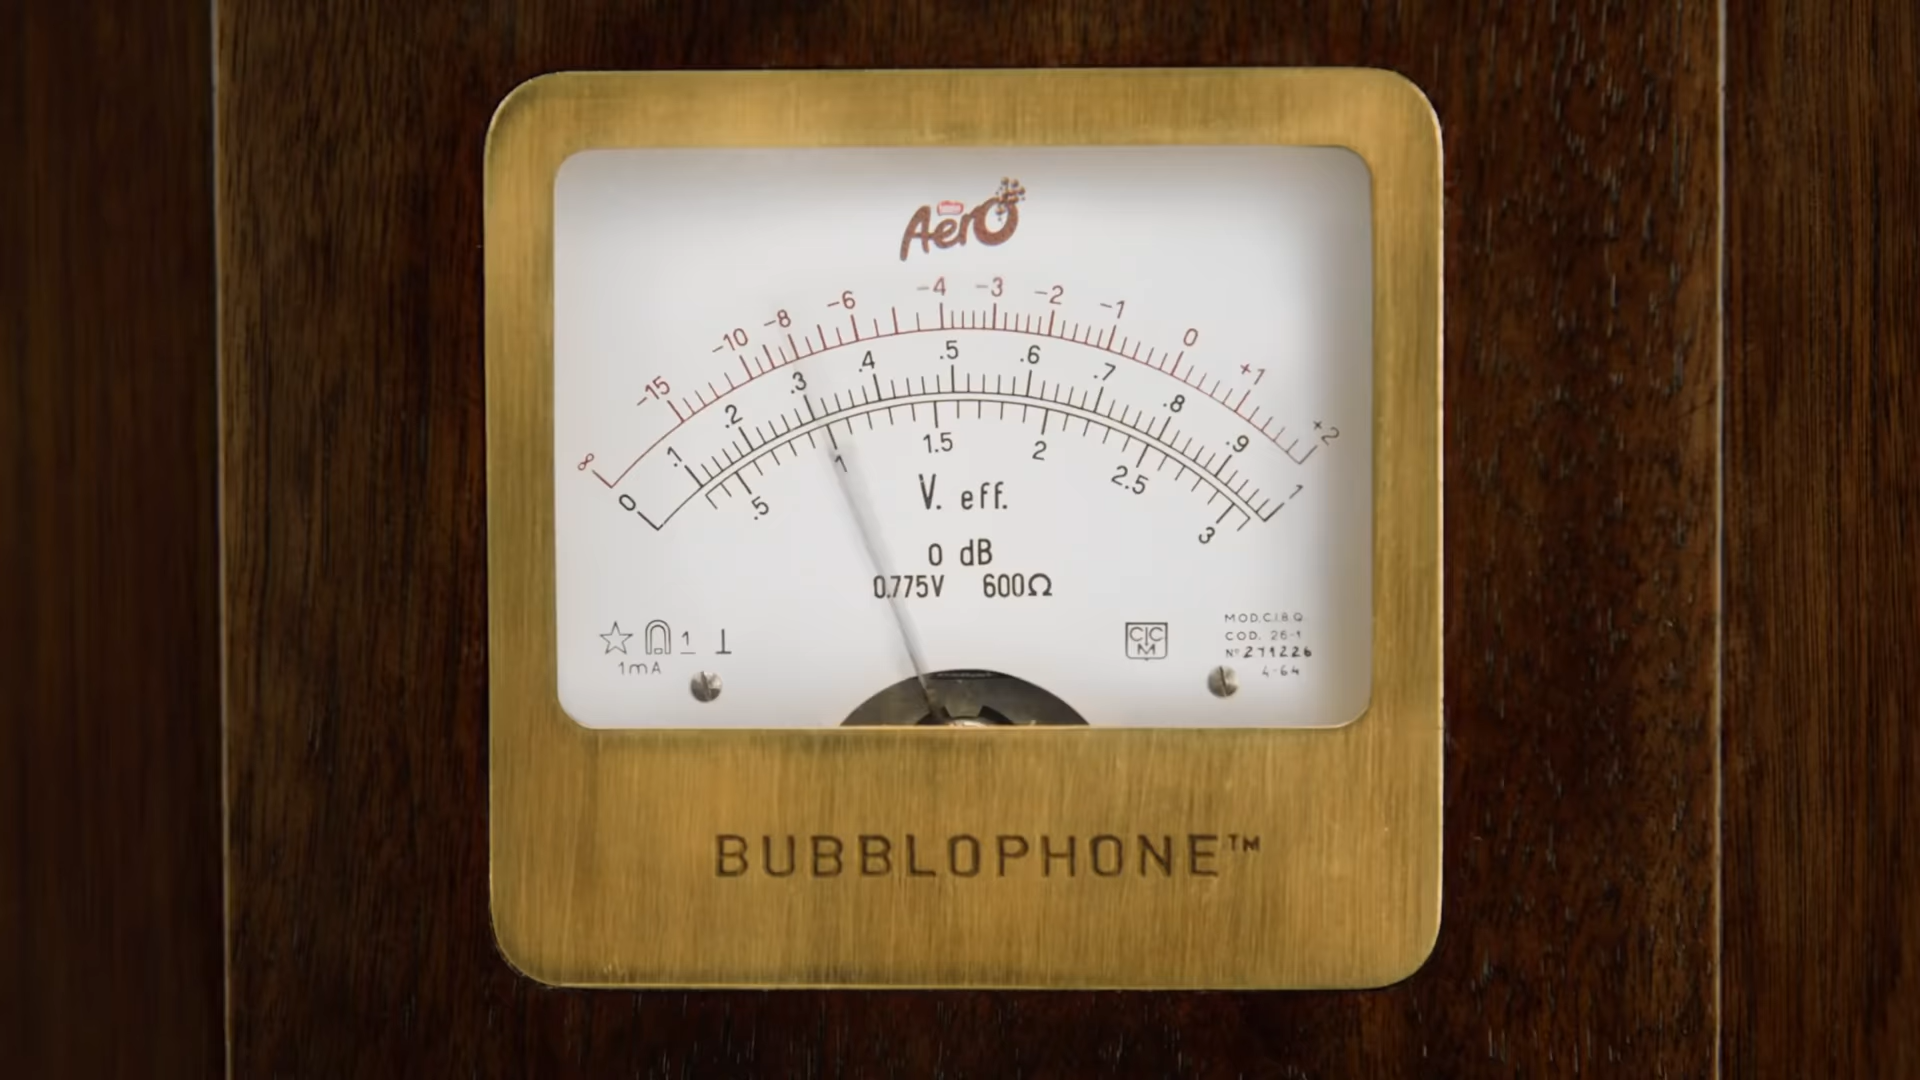 Aero
-15 -10 -8 -6 -4 -3 -2 -1 0 +1 +2
∞
0 .1 .2 .3 .4 .5 .6 .7 .8 .9 1
.5 1 1.5 2 2.5 3
V. eff.
0 dB
0.775V 600Ω
1
1mA
CIC
M
MOD.C.I.B.Q.
COD. 26-1
N° 271226
4-64
BUBBLOPHONE™